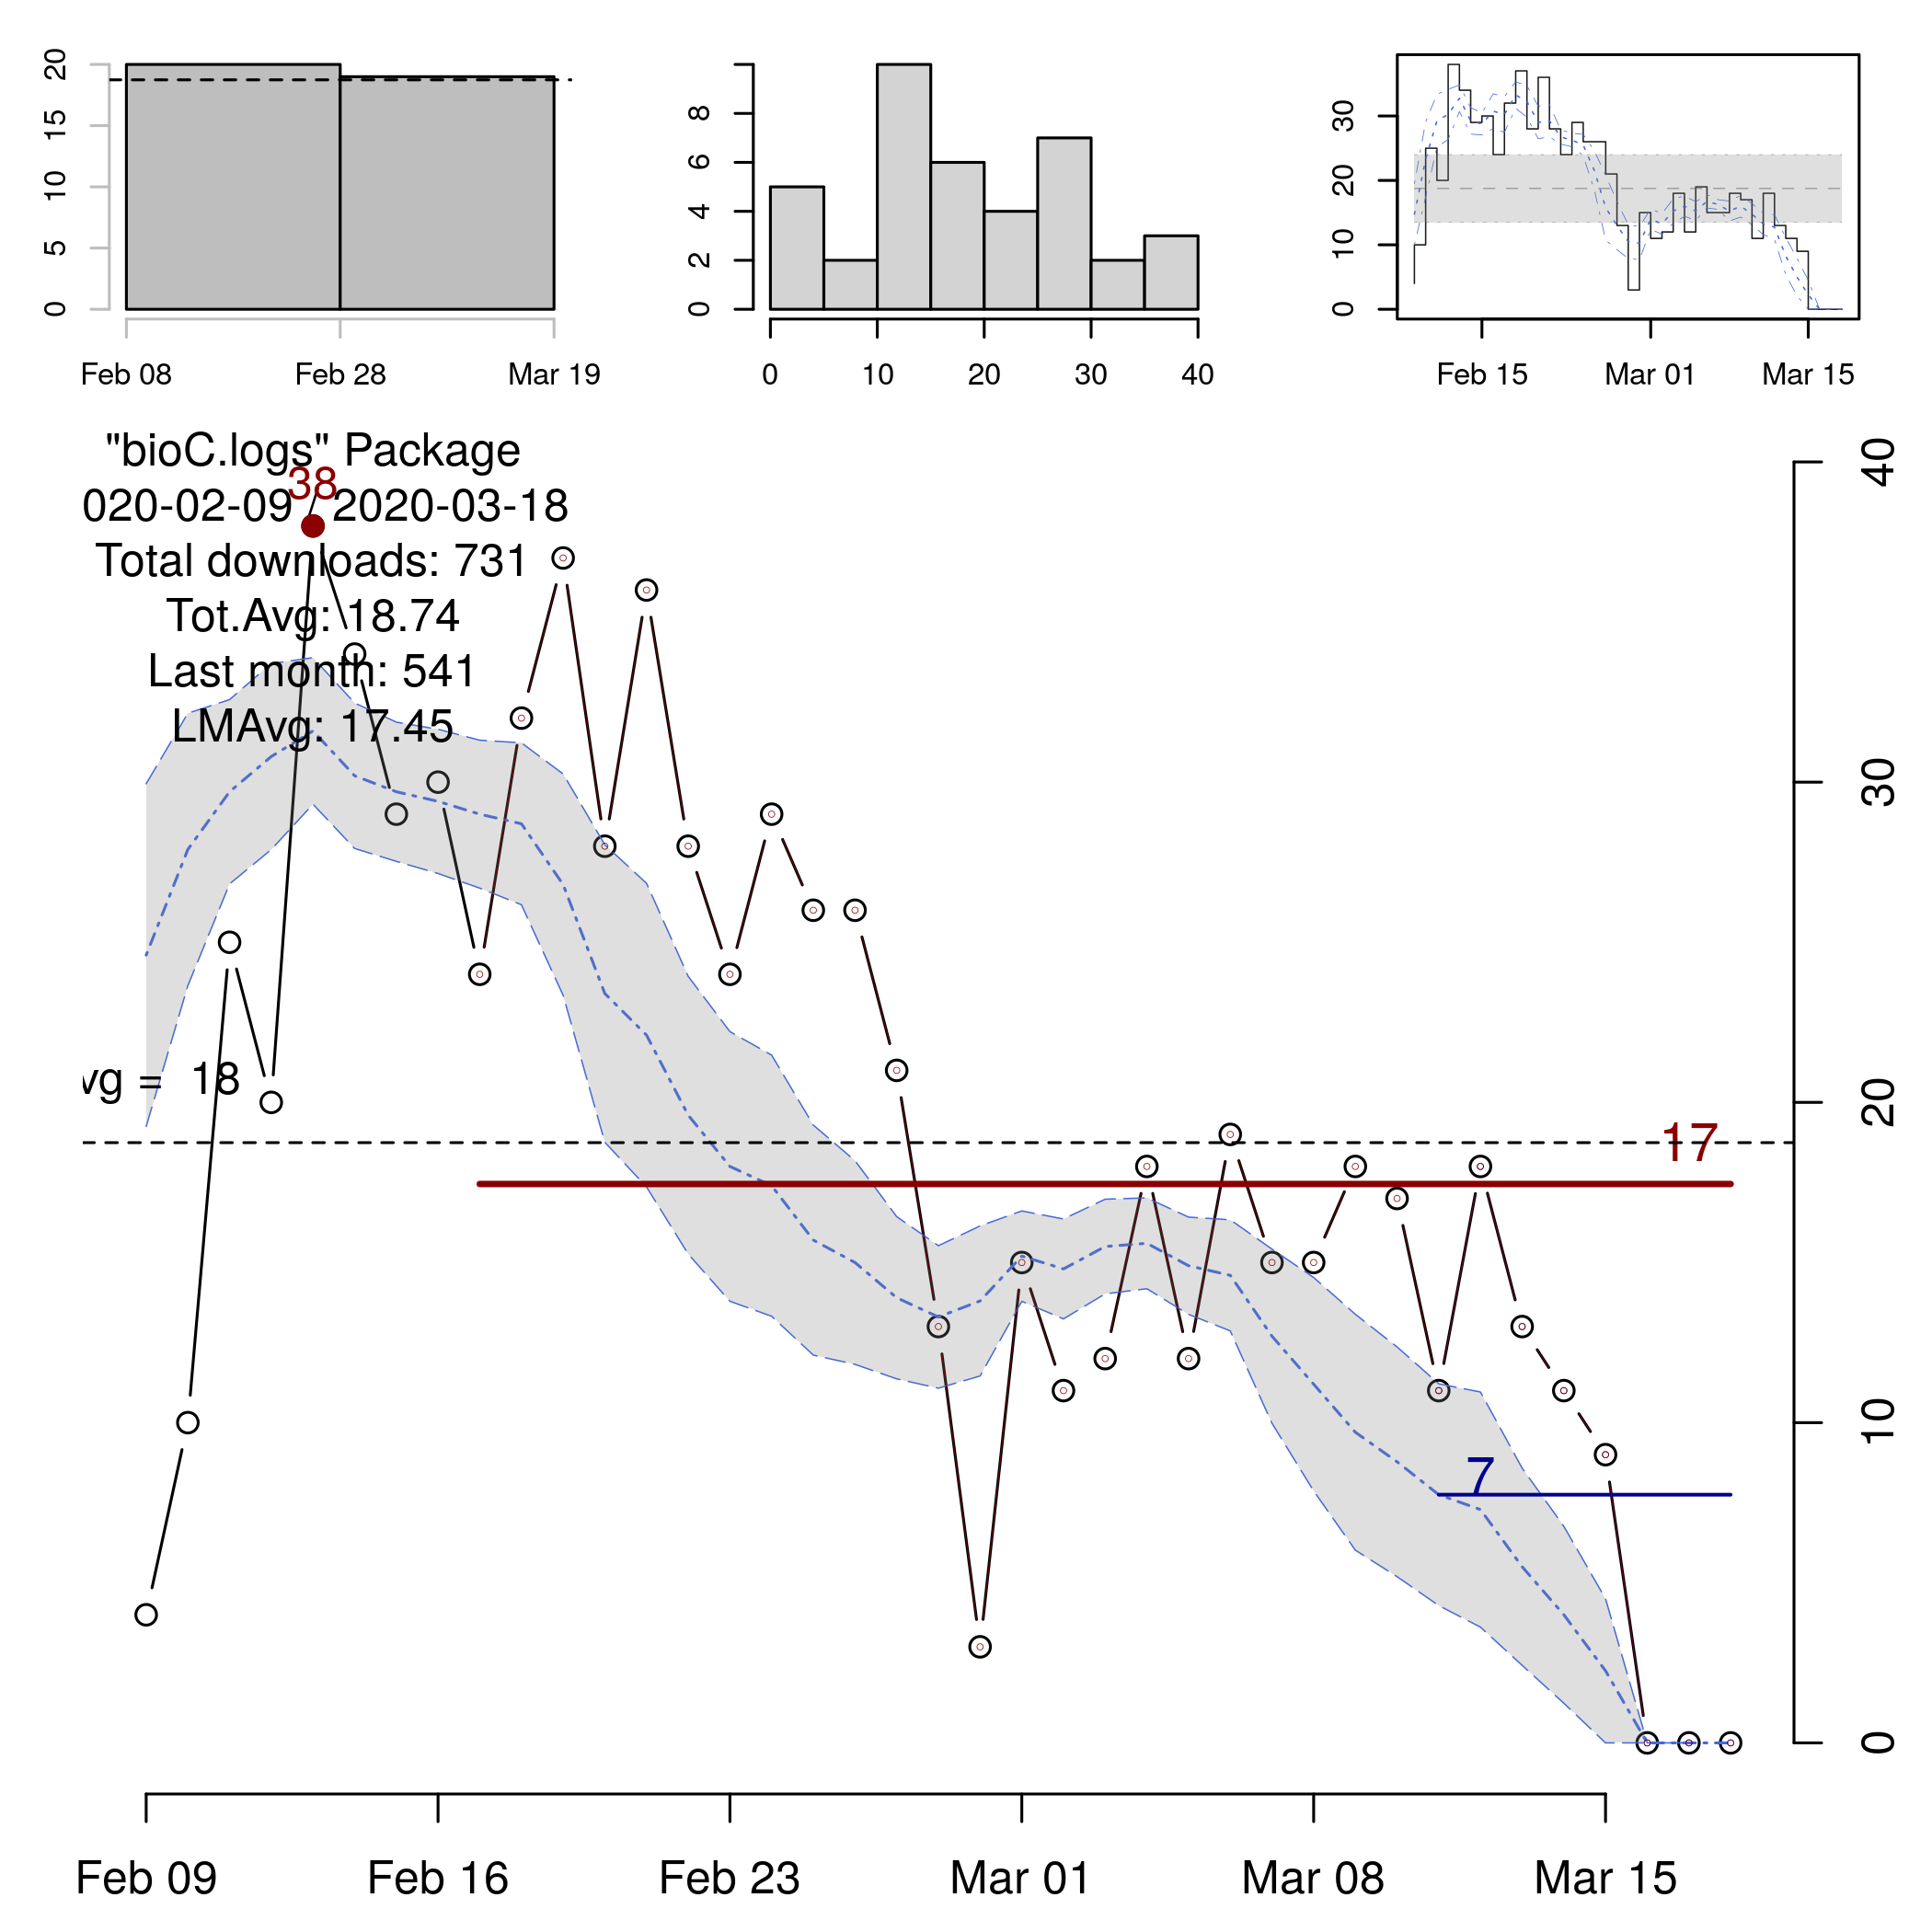 20
15
10
5
0
Feb 08 Feb 28 Mar 19
8
6
4
2
0
0 10 20 30 40
30
20
10
0
Feb 15 Mar 01 Mar 15
"bioC.logs" Package
38
020-02-09 2020-03-18
Total downloads: 731
Tot.Avg: 18.74
Last month: 541
LMAvg: 17.45
vg = 18
17
7
40
30
20
10
0
Feb 09 Feb 16 Feb 23 Mar 01 Mar 08 Mar 15